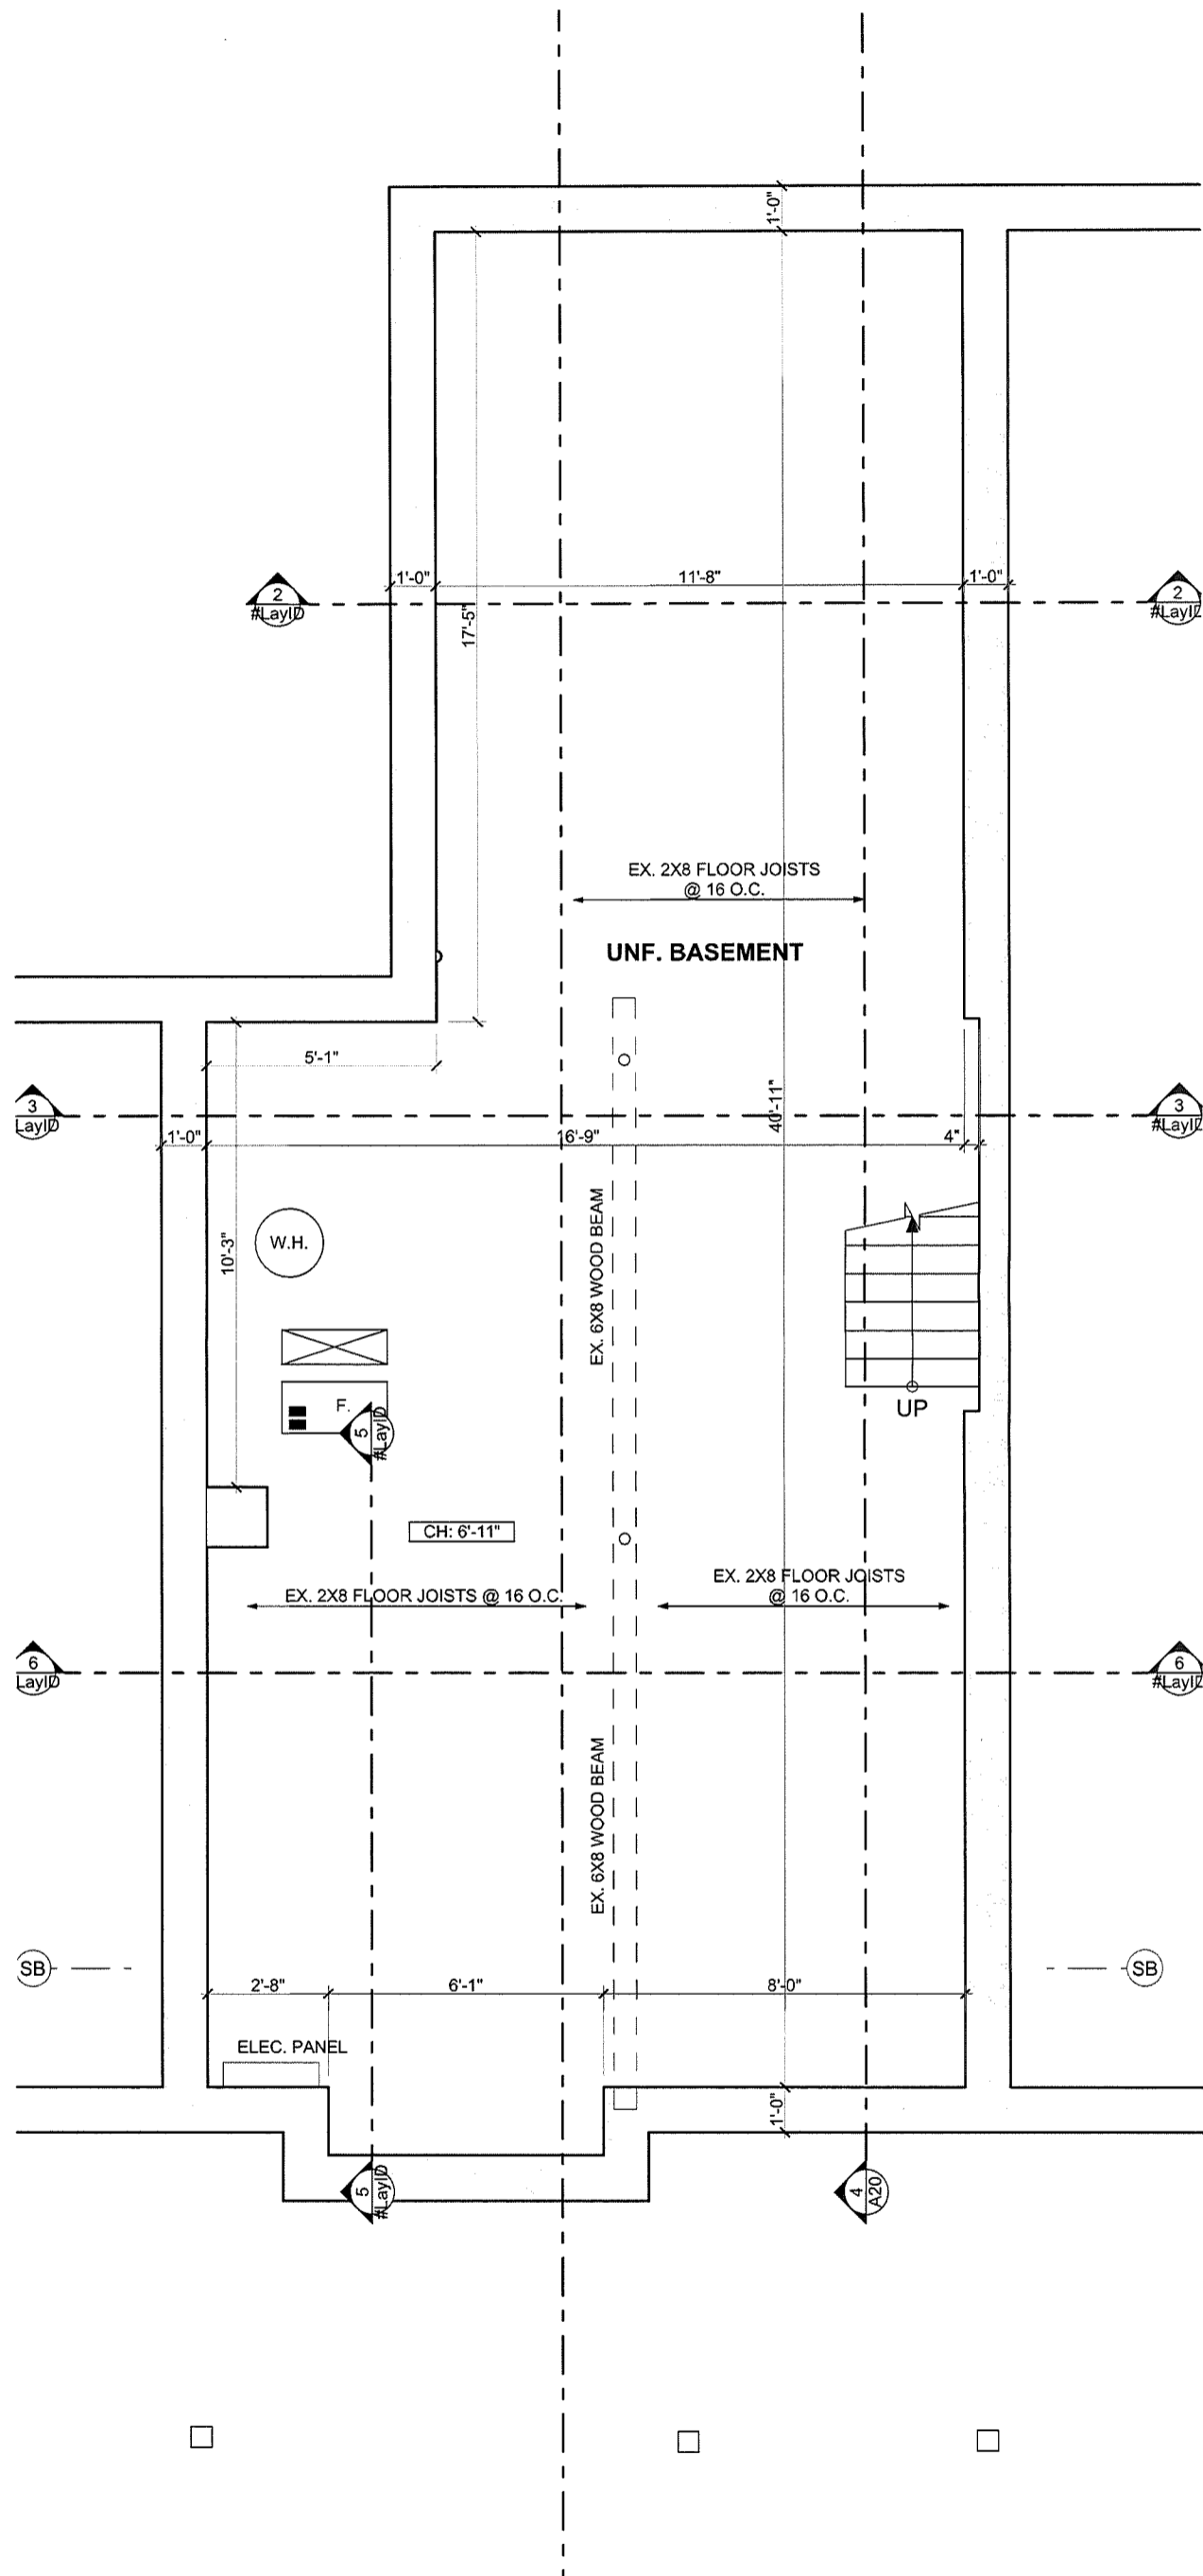 1'-0"
1'-0"
11'-8"
1'-0"
2
#LayID
2
#LayID
17'-5"
EX. 2X8 FLOOR JOISTS
@ 16 O.C.
UNF. BASEMENT
5'-1"
3
LayID
3
#LayID
40'-11"
1'-0"
16'-9"
4"
10'-3"
W.H.
EX. 6X8 WOOD BEAM
F.
5
#LayID
UP
CH: 6'-11"
EX. 2X8 FLOOR JOISTS @ 16 O.C.
EX. 2X8 FLOOR JOISTS
@ 16 O.C.
6
LayID
6
#LayID
EX. 6X8 WOOD BEAM
SB
SB
2'-8"
6'-1"
8'-0"
ELEC. PANEL
1'-0"
5
#LayID
4
A20